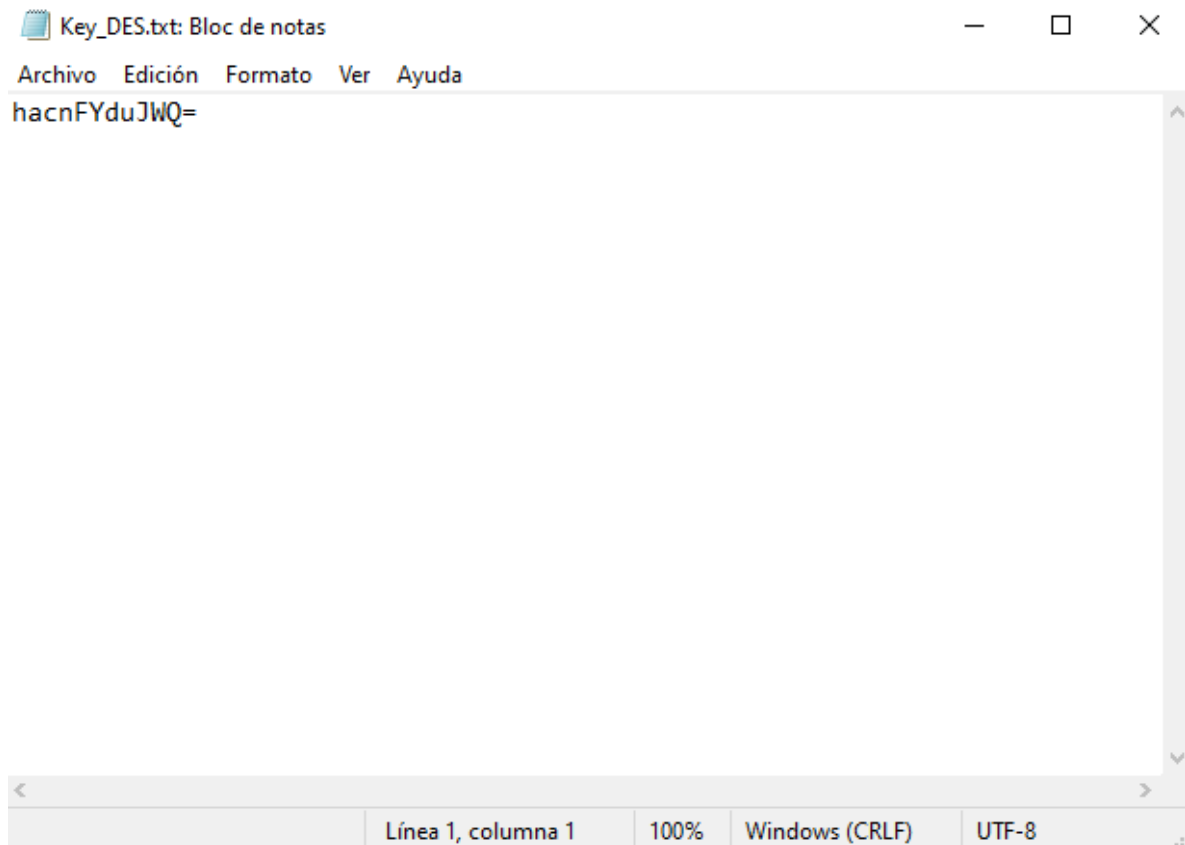 Key_DES.txt: Bloc de notas
Archivo Edición Formato Ver Ayuda
hacnFYduJWQ=
Línea 1, columna 1 100% Windows (CRLF) UTF-8